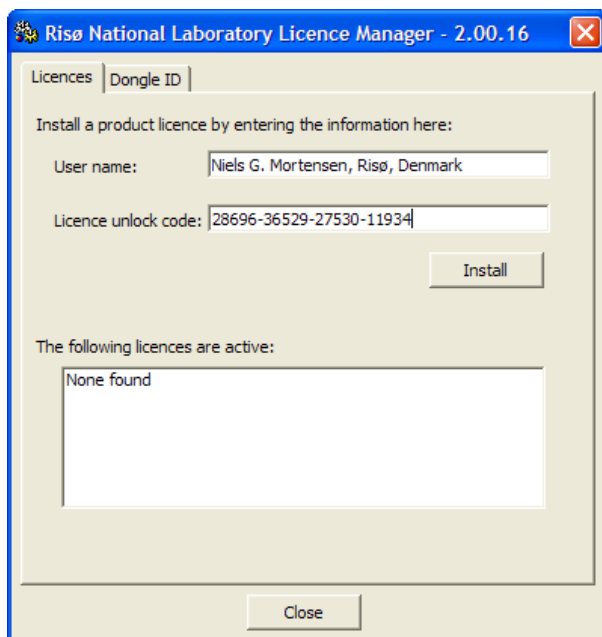 Risø National Laboratory Licence Manager - 2.00.16
Licences Dongle ID
Install a product licence by entering the information here:
User name: Niels G. Mortensen, Risø, Denmark
Licence unlock code: 28696-36529-27530-11934
Install
The following licences are active:
None found
Close